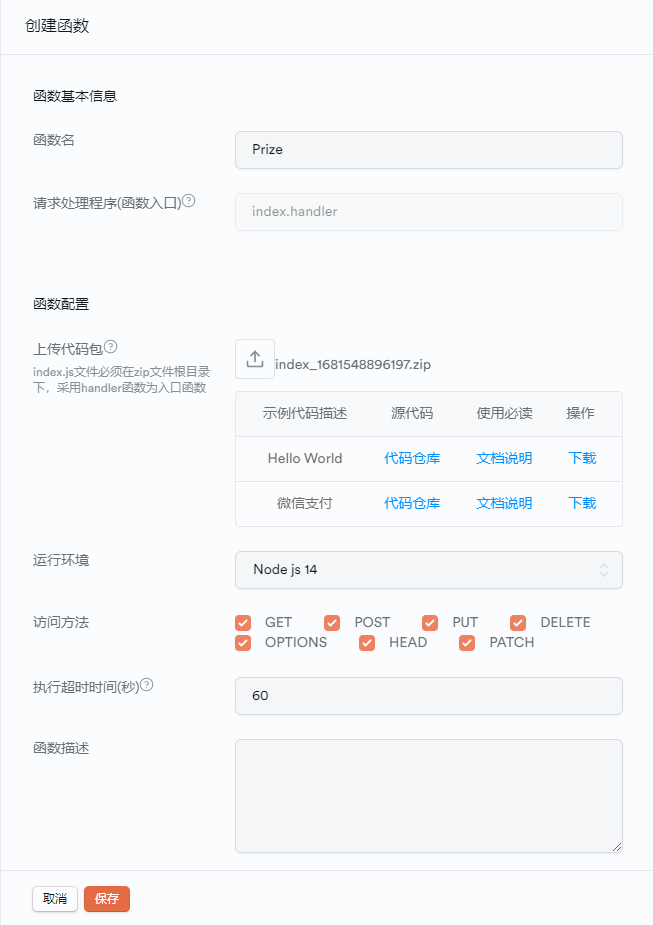 创建函数
函数基本信息
函数名
Prize
请求处理程序(函数入口)?
index.handler
函数配置
上传代码包?
index.js文件必须在zip文件根目录
下，采用handler函数为入口函数
index_1681548896197.zip
示例代码描述 源代码 使用必读 操作
Hello World 代码仓库 文档说明 下载
微信支付 代码仓库 文档说明 下载
运行环境
Node js 14
访问方法
GET POST PUT DELETE
OPTIONS HEAD PATCH
执行超时时间(秒)?
60
函数描述
取消 保存